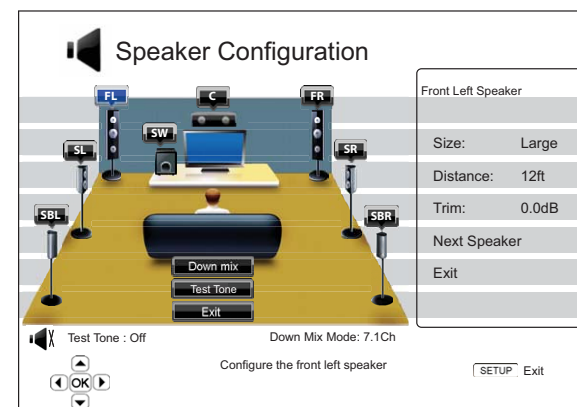 Speaker Configuration
FL
C
FR
SW
SL
SR
SBL
SBR
Down mix
Test Tone
Exit
Front Left Speaker
Size: Large
Distance: 12ft
Trim: 0.0dB
Next Speaker
Exit
X Test Tone : Off
Down Mix Mode: 7.1Ch
OK
Configure the front left speaker
SETUP Exit